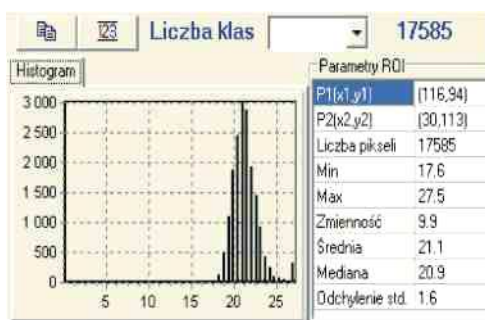 123 Liczba klas 17585
Histogram
3 000
2 500
2 000
1 500
1 000
500
0
5 10 15 20 25
Parametry ROI
P1(x1,y1) (116,94)
P2(x2,y2) (30,113)
Liczba pikseli 17585
Min 17,6
Max 27,5
Zmienność 9,9
Średnia 21,1
Mediana 20,9
Odchylenie std. 1,6